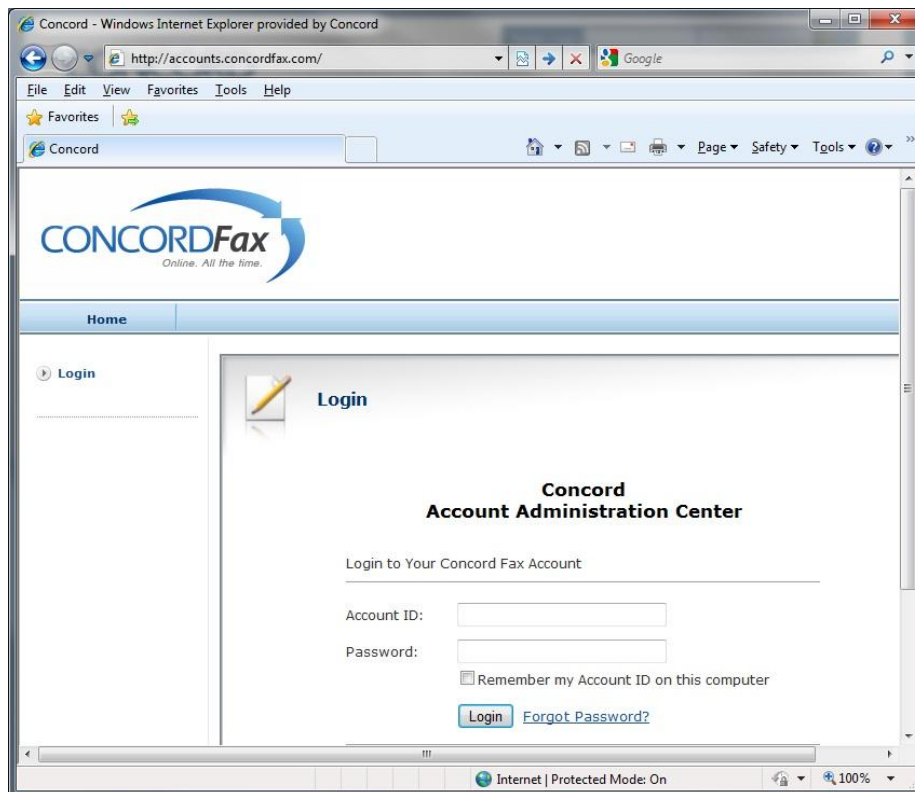 Concord - Windows Internet Explorer provided by Concord
http://accounts.concordfax.com/
Google
File Edit View Favorites Tools Help
Favorites
Concord
Page Safety Tools
CONCORDFax
Online. All the time.
Home
Login
Login
Concord
Account Administration Center
Login to Your Concord Fax Account
Account ID:
Password:
Remember my Account ID on this computer
Login Forgot Password?
Internet | Protected Mode: On
100%